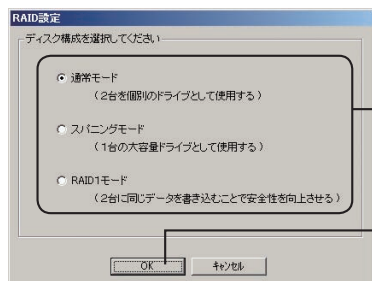 RAID設定
ディスク構成を選択してください
通常モード
(2台を個別のドライブとして使用する)
スパニングモード
(1台の大容量ドライブとして使用する)
RAID1モード
(2台に同じデータを書き込むことで安全性を向上させる)
OK
キャンセル